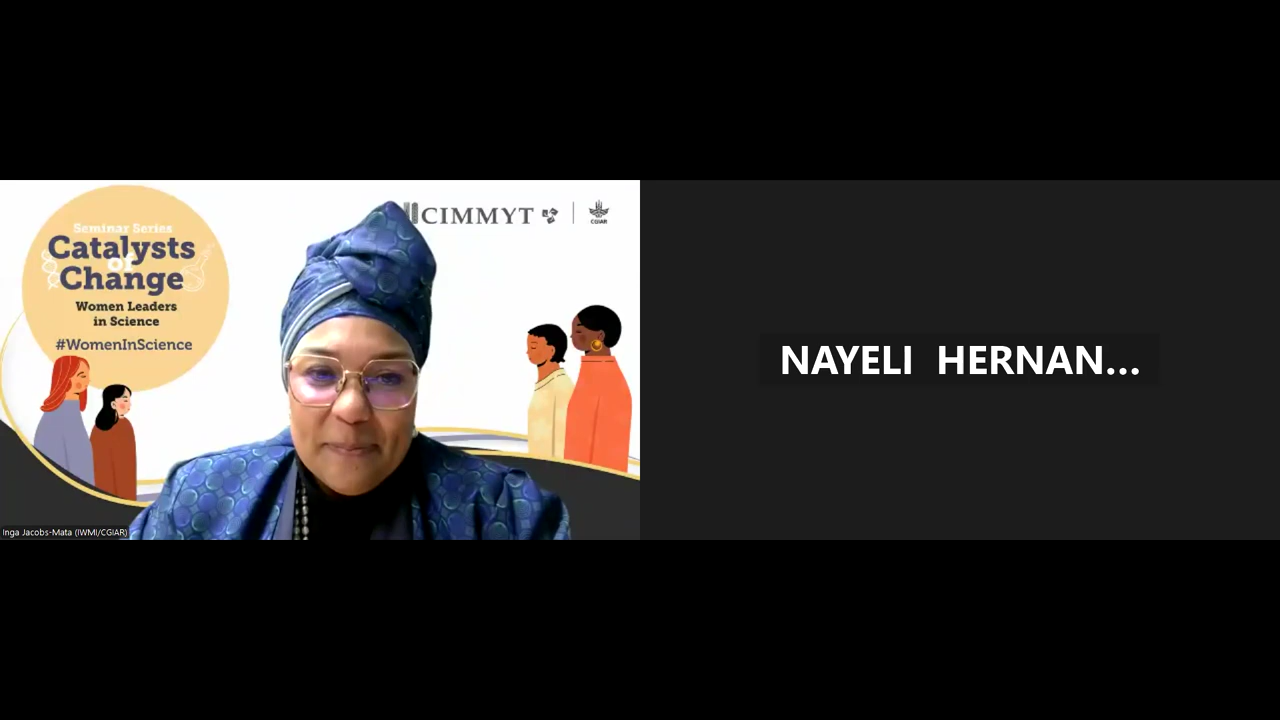 Seminar Series
Catalysts
of
Change
Women Leaders
in Science
#WomenInScience
CIMMYT
CGIAR
Inga Jacobs-Mata (IWMI/CGIAR)
NAYELI HERNAN...